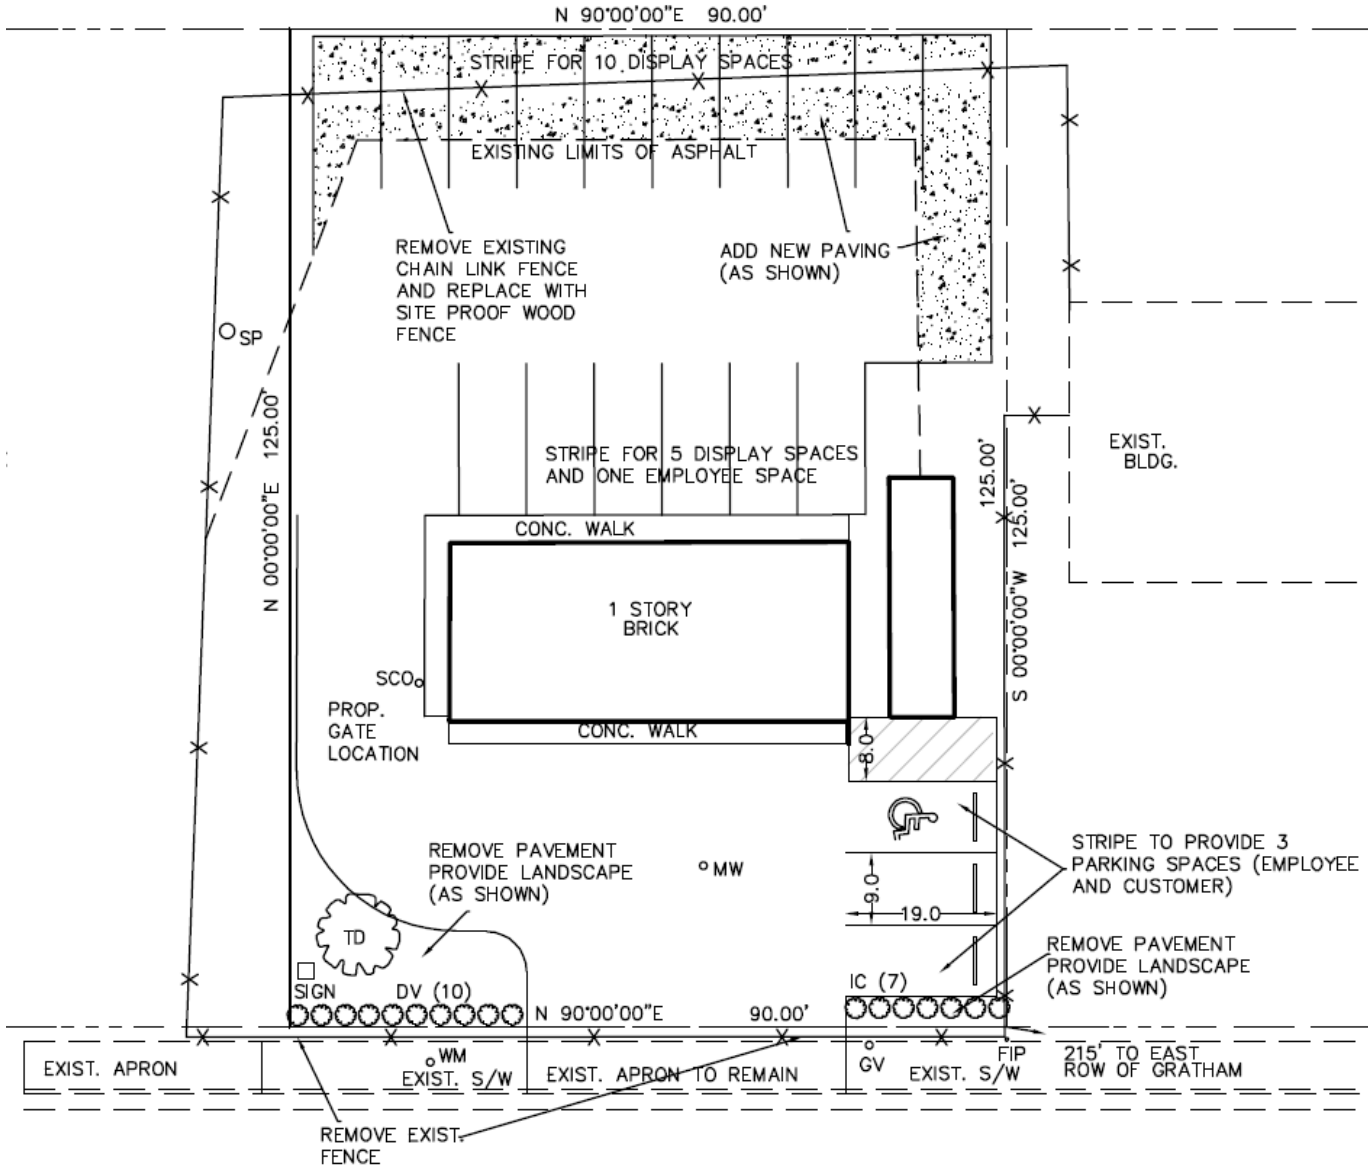 N 90°00'00"E 90.00'
STRIPE FOR 10 DISPLAY SPACES
EXISTING LIMITS OF ASPHALT
REMOVE EXISTING
CHAIN LINK FENCE
AND REPLACE WITH
SITE PROOF WOOD
FENCE
ADD NEW PAVING
(AS SHOWN)
SP
N 00°00'00"E 125.00'
STRIPE FOR 5 DISPLAY SPACES
AND ONE EMPLOYEE SPACE
EXIST.
BLDG.
125.00'
S 00°00'00"W 125.00'
CONC. WALK
1 STORY
BRICK
SCO
PROP.
GATE
LOCATION
CONC. WALK
8.0
REMOVE PAVEMENT
PROVIDE LANDSCAPE
(AS SHOWN)
MW
STRIPE TO PROVIDE 3
PARKING SPACES (EMPLOYEE
AND CUSTOMER)
9.0
19.0
TD
REMOVE PAVEMENT
PROVIDE LANDSCAPE
(AS SHOWN)
SIGN
DV (10)
IC (7)
N 90°00'00"E 90.00'
EXIST. APRON
WM
EXIST. S/W
EXIST. APRON TO REMAIN
GV
EXIST. S/W
FIP
215' TO EAST
ROW OF GRATHAM
REMOVE EXIST.
FENCE